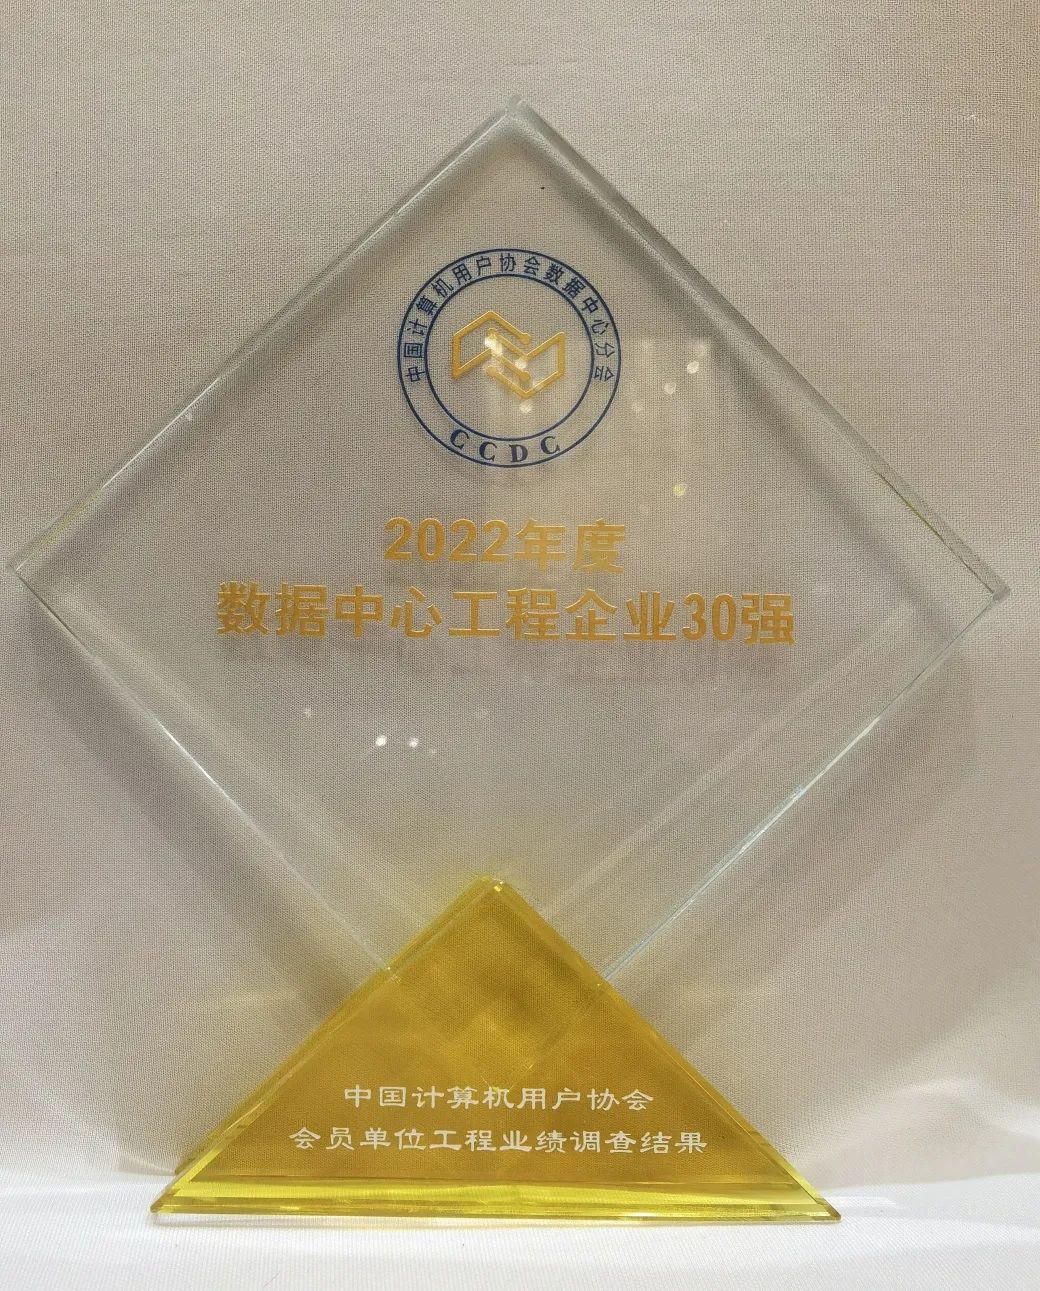 中国计算机用户协会数据中心分会
CCDC
2022年度
数据中心工程企业30强
中国计算机用户协会
会员单位工程业绩调查结果